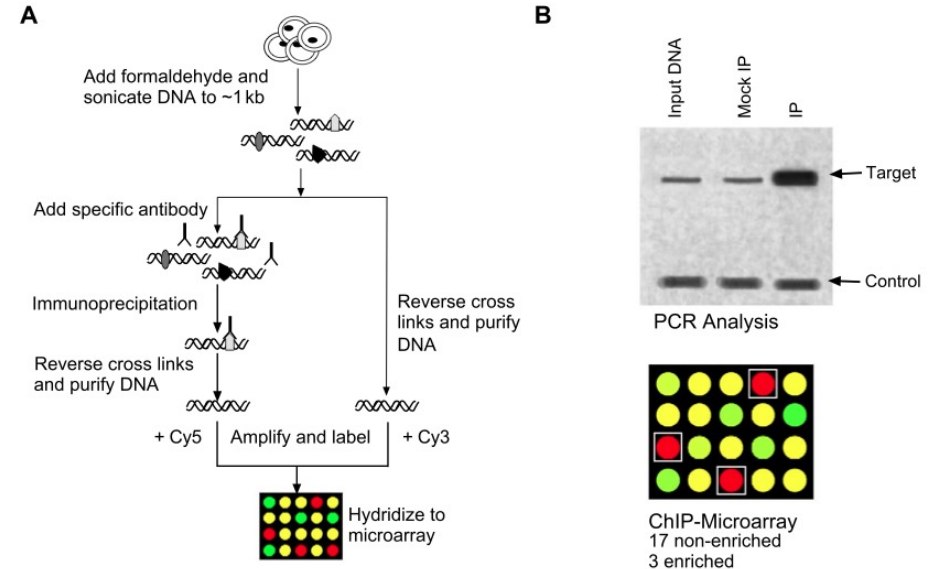 A
Add formaldehyde and
sonicate DNA to ~1 kb
Add specific antibody
Immunoprecipitation
Reverse cross links
and purify DNA
Reverse cross
links and purify
DNA
+ Cy5
Amplify and label
+ Cy3
Hydridize to
microarray
B
Input DNA
Mock IP
IP
Target
Control
PCR Analysis
ChIP-Microarray
17 non-enriched
3 enriched